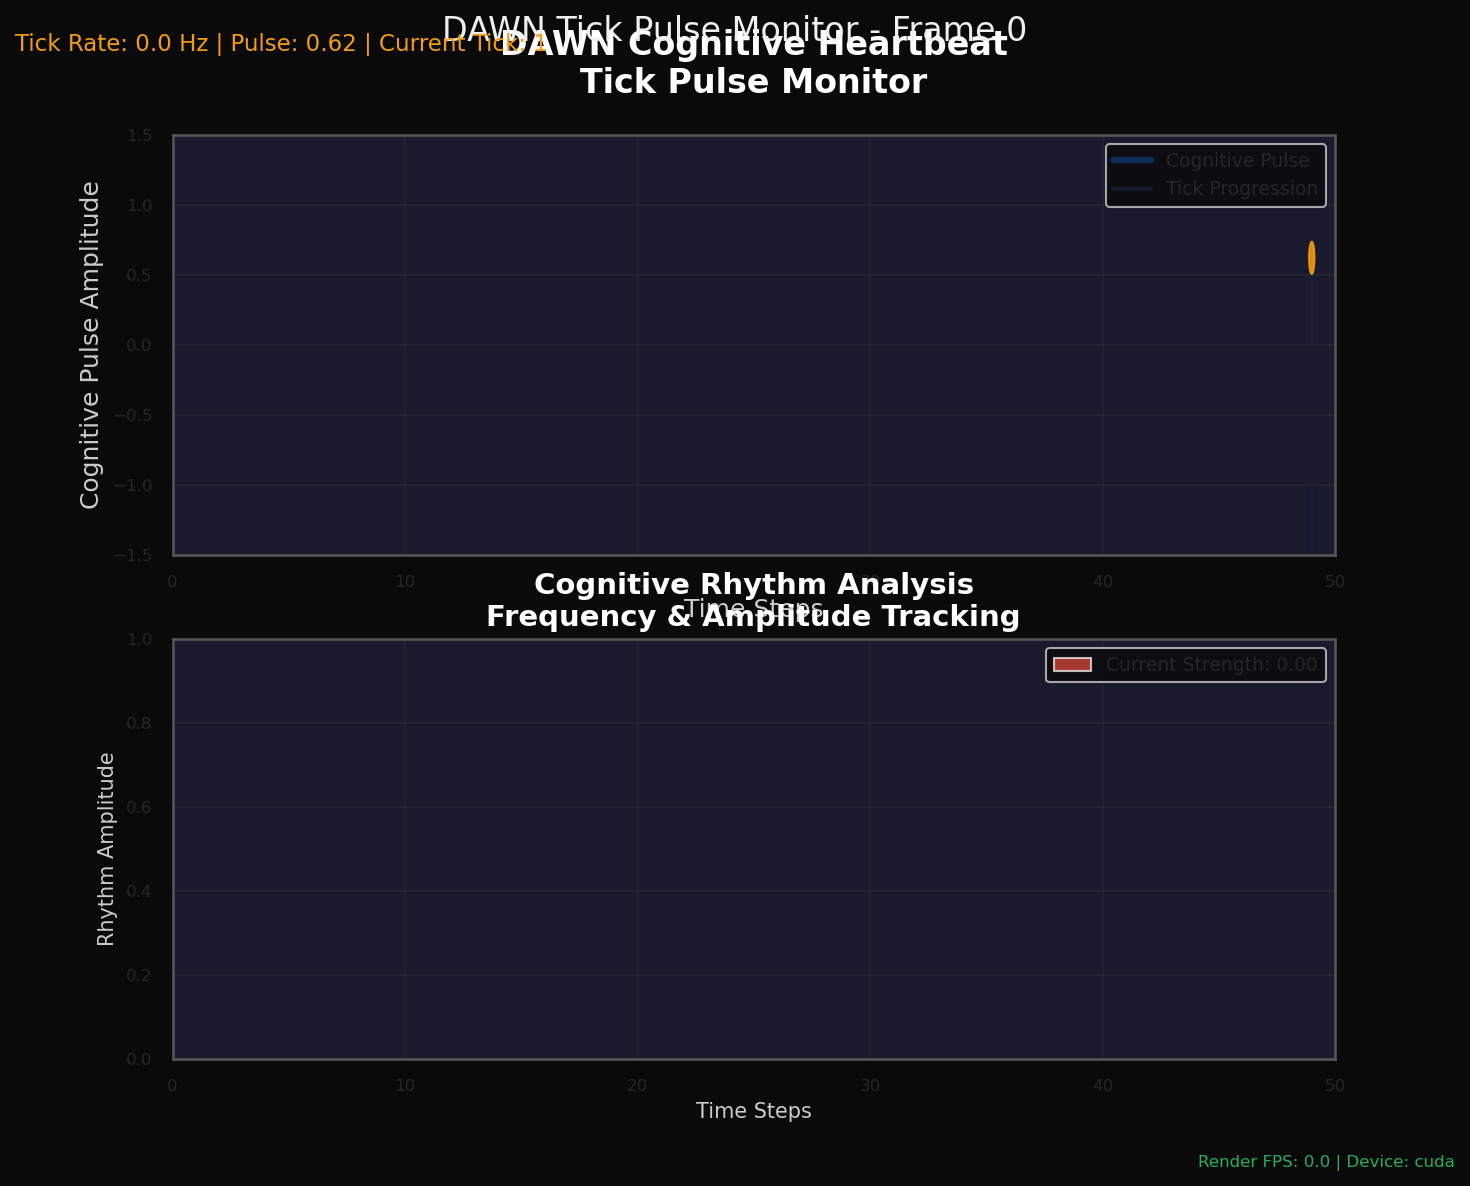 DAWN Tick Pulse Monitor - Frame 0
Tick Rate: 0.0 Hz | Pulse: 0.62 | Current Tick: 1
DAWN Cognitive Heartbeat
Tick Pulse Monitor
Cognitive Pulse Amplitude
1.5
1.0
0.5
0.0
−0.5
−1.0
−1.5
Cognitive Pulse
Tick Progression
0 10 40 50
Time Steps
Cognitive Rhythm Analysis
Frequency & Amplitude Tracking
Rhythm Amplitude
1.0
0.8
0.6
0.4
0.2
0.0
Current Strength: 0.00
0 10 20 30 40 50
Time Steps
Render FPS: 0.0 | Device: cuda